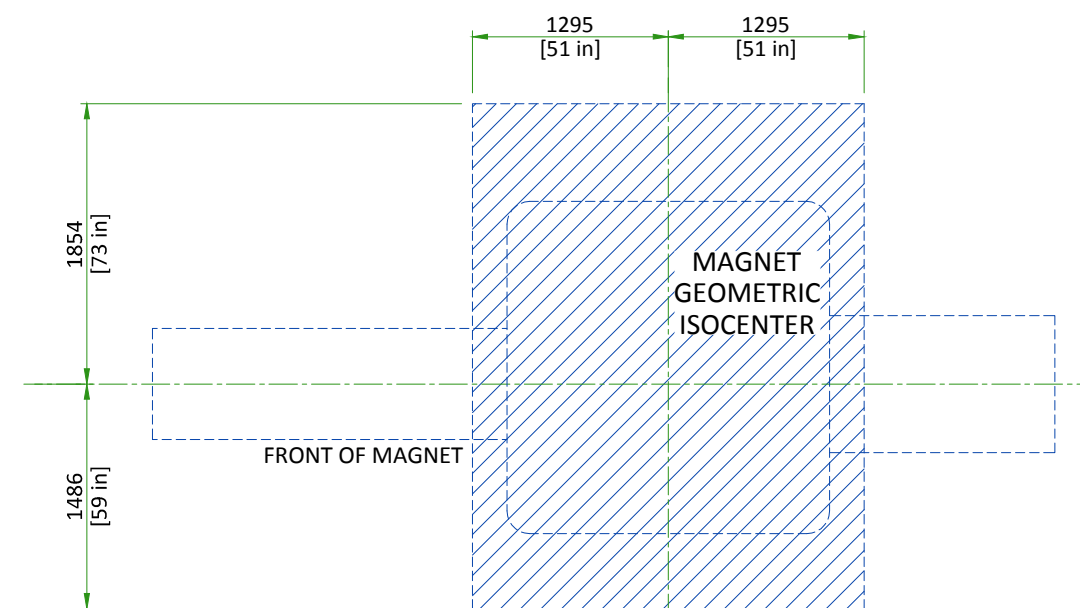 1295
[51 in]
1295
[51 in]
1854
[73 in]
MAGNET
GEOMETRIC
ISOCENTER
FRONT OF MAGNET
1486
[59 in]